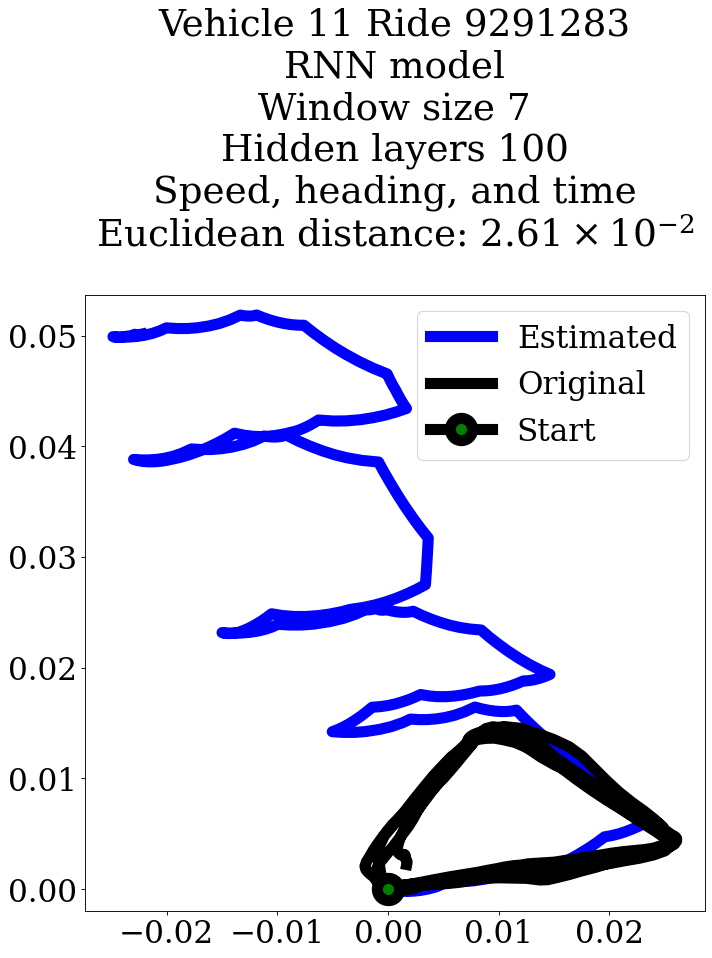 Vehicle 11 Ride 9291283
RNN model
Window size 7
Hidden layers 100
Speed, heading, and time
Euclidean distance: 2.61 × 10⁻²
Estimated
Original
Start
0.05
0.04
0.03
0.02
0.01
0.00
−0.02 −0.01 0.00 0.01 0.02